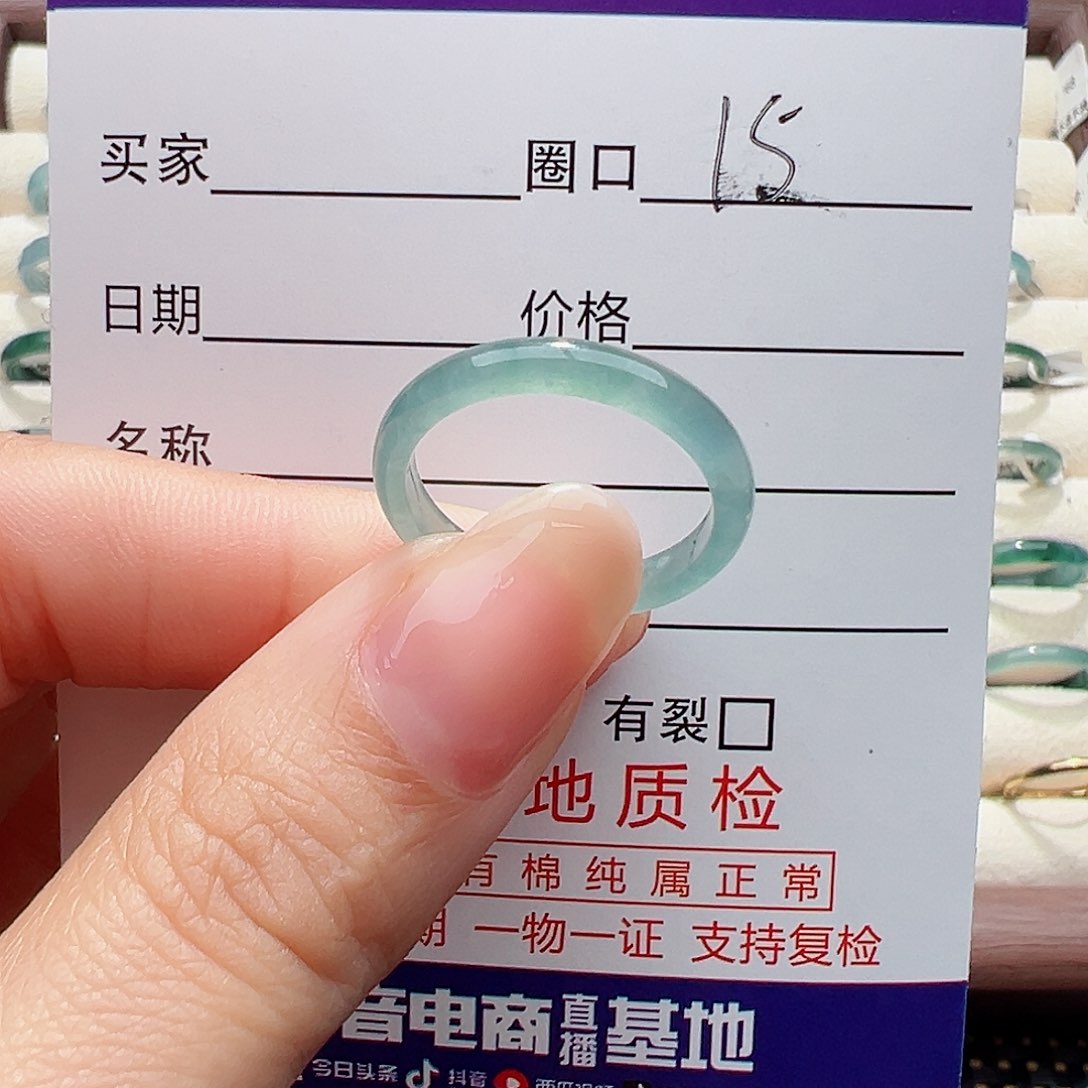 买家 圈口 15
日期 价格
名称
有裂
地质检
有棉纯属正常
期 一物一证 支持复检
音电商直播基地
今日头条 抖音